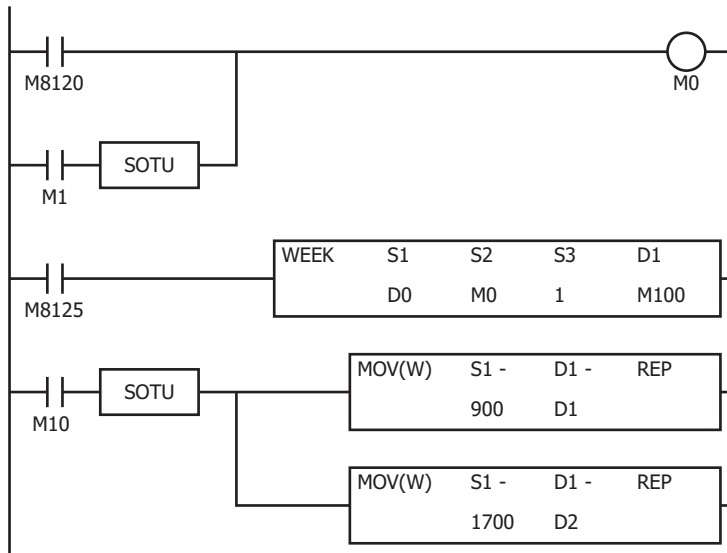 M8120
M0
SOTU
M1
WEEK S1 S2 S3 D1
D0 M0 1 M100
M8125
MOV(W) S1 - D1 - REP
900 D1
SOTU
M10
MOV(W) S1 - D1 - REP
1700 D2